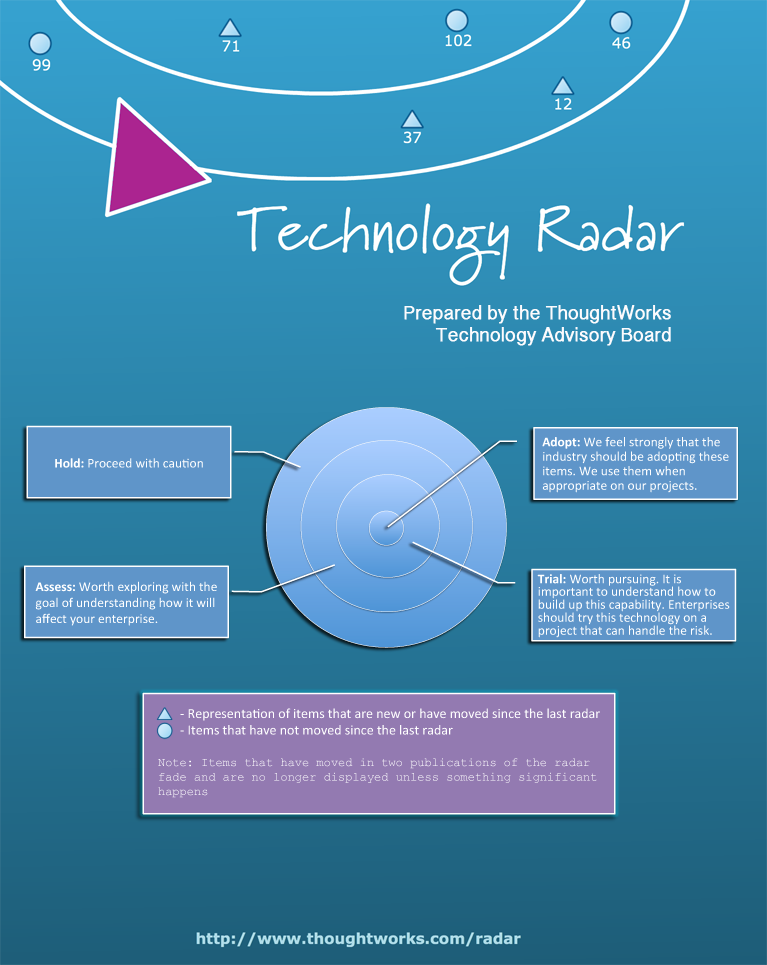 71
102
46
99
12
37
Technology Radar
Prepared by the ThoughtWorks
Technology Advisory Board
Hold: Proceed with caution
Adopt: We feel strongly that the
industry should be adopting these
items. We use them when
appropriate on our projects.
Assess: Worth exploring with the
goal of understanding how it will
affect your enterprise.
Trial: Worth pursuing. It is
important to understand how to
build up this capability. Enterprises
should try this technology on a
project that can handle the risk.
- Representation of items that are new or have moved since the last radar
- Items that have not moved since the last radar
Note: Items that have moved in two publications of the radar
fade and are no longer displayed unless something significant
happens
http://www.thoughtworks.com/radar